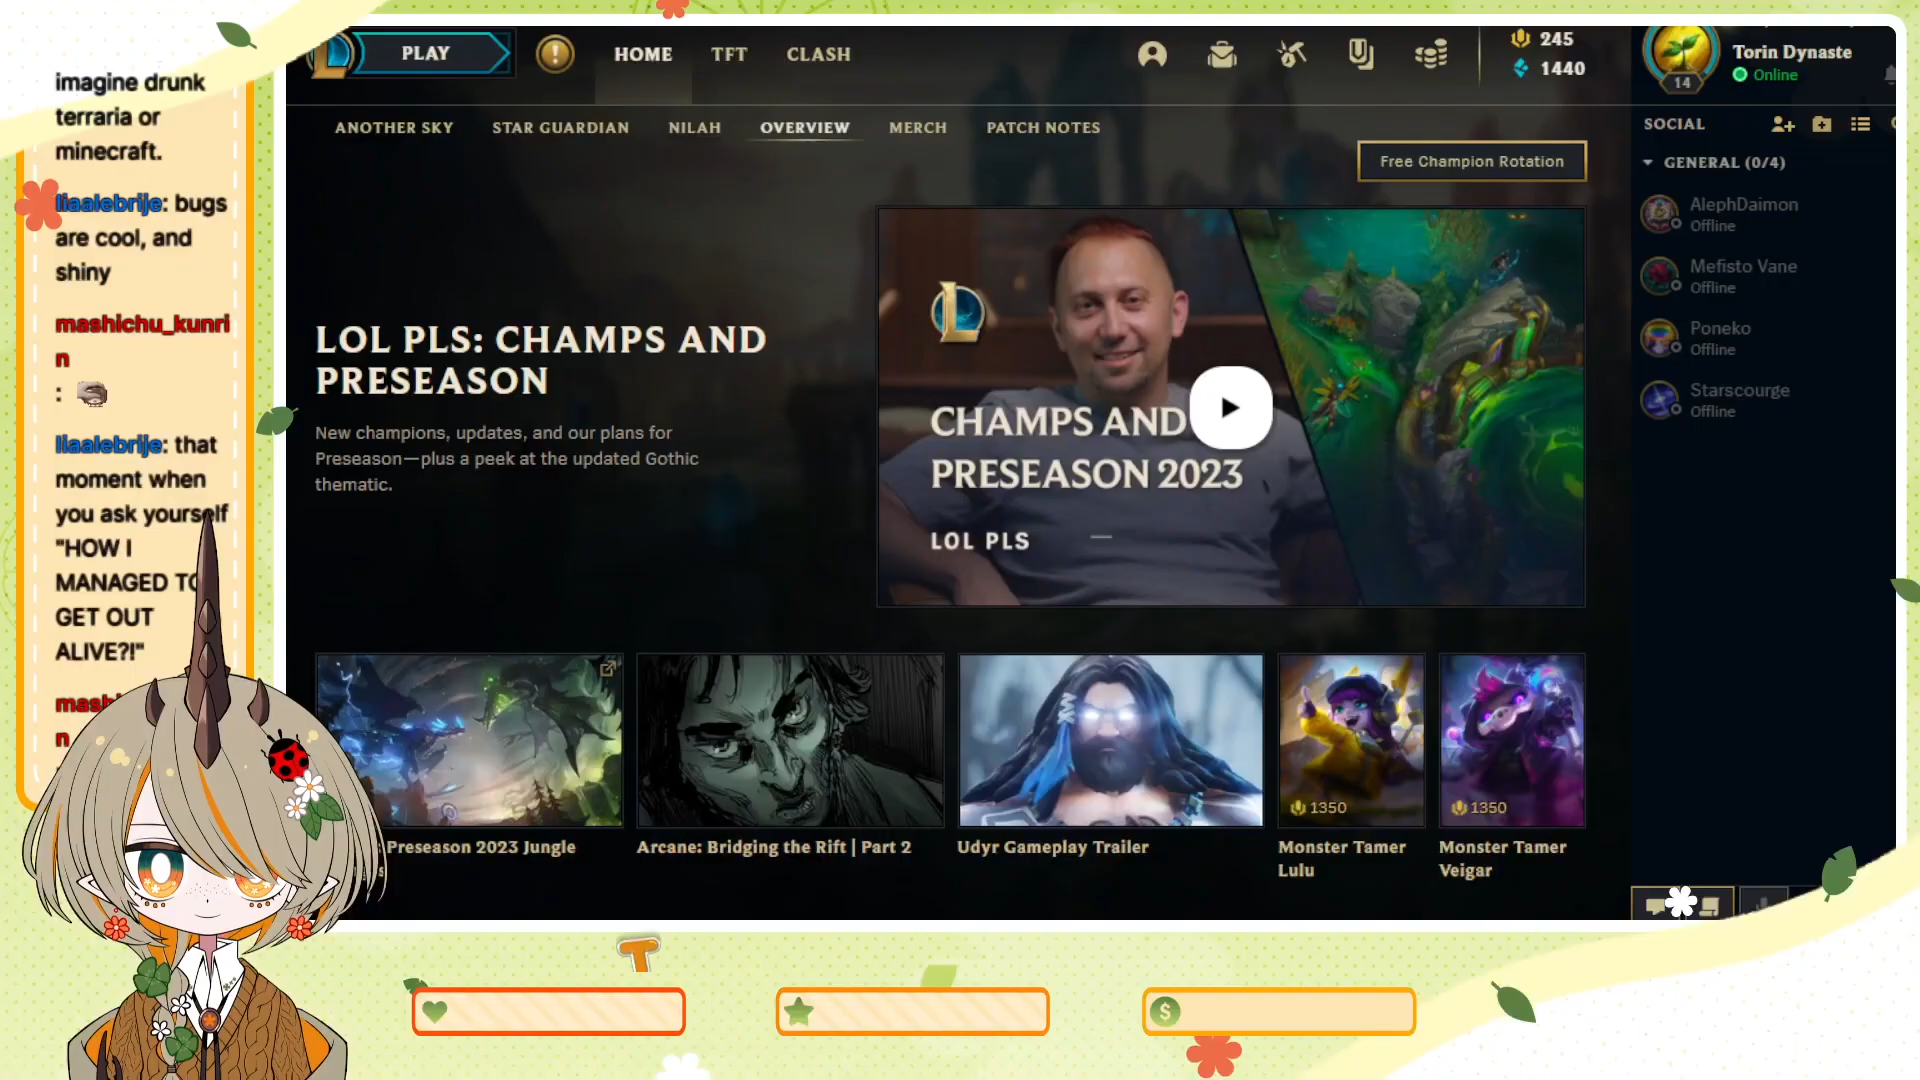 imagine drunk
terraria or
minecraft.
liaalebrije: bugs
are cool, and
shiny
mashichu_kunri
n
:
liaalebrije: that
moment when
you ask yourself
"HOW I
MANAGED TO
GET OUT
ALIVE?!"
mash
n
PLAY
HOME
TFT
CLASH
245
1440
14
Torin Dynaste
Online
ANOTHER SKY
STAR GUARDIAN
NILAH
OVERVIEW
MERCH
PATCH NOTES
Free Champion Rotation
SOCIAL
GENERAL (0/4)
AlephDaimon
Offline
Mefisto Vane
Offline
Poneko
Offline
Starscourge
Offline
LOL PLS: CHAMPS AND
PRESEASON
New champions, updates, and our plans for
Preseason—plus a peek at the updated Gothic
thematic.
CHAMPS AND
PRESEASON 2023
LOL PLS
Preseason 2023 Jungle
Arcane: Bridging the Rift | Part 2
Udyr Gameplay Trailer
1350
Monster Tamer
Lulu
1350
Monster Tamer
Veigar
T